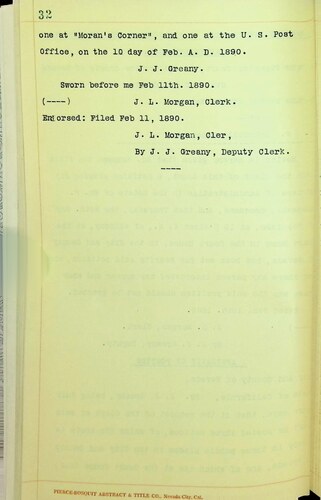 32
one at "Moran's Corner", and one at the U. S. Post
Office, on the 10 day of Feb. A. D. 1890.
J. J. Greany.
Sworn before me Feb 11th. 1890.
(----) J. L. Morgan, Clerk.
Endorsed: Filed Feb 11, 1890.
J. L. Morgan, Cler,
By J. J. Greany, Deputy Clerk.
----
PIERCE-BOSQUIT ABSTRACT & TITLE CO., Nevada City, Cal.